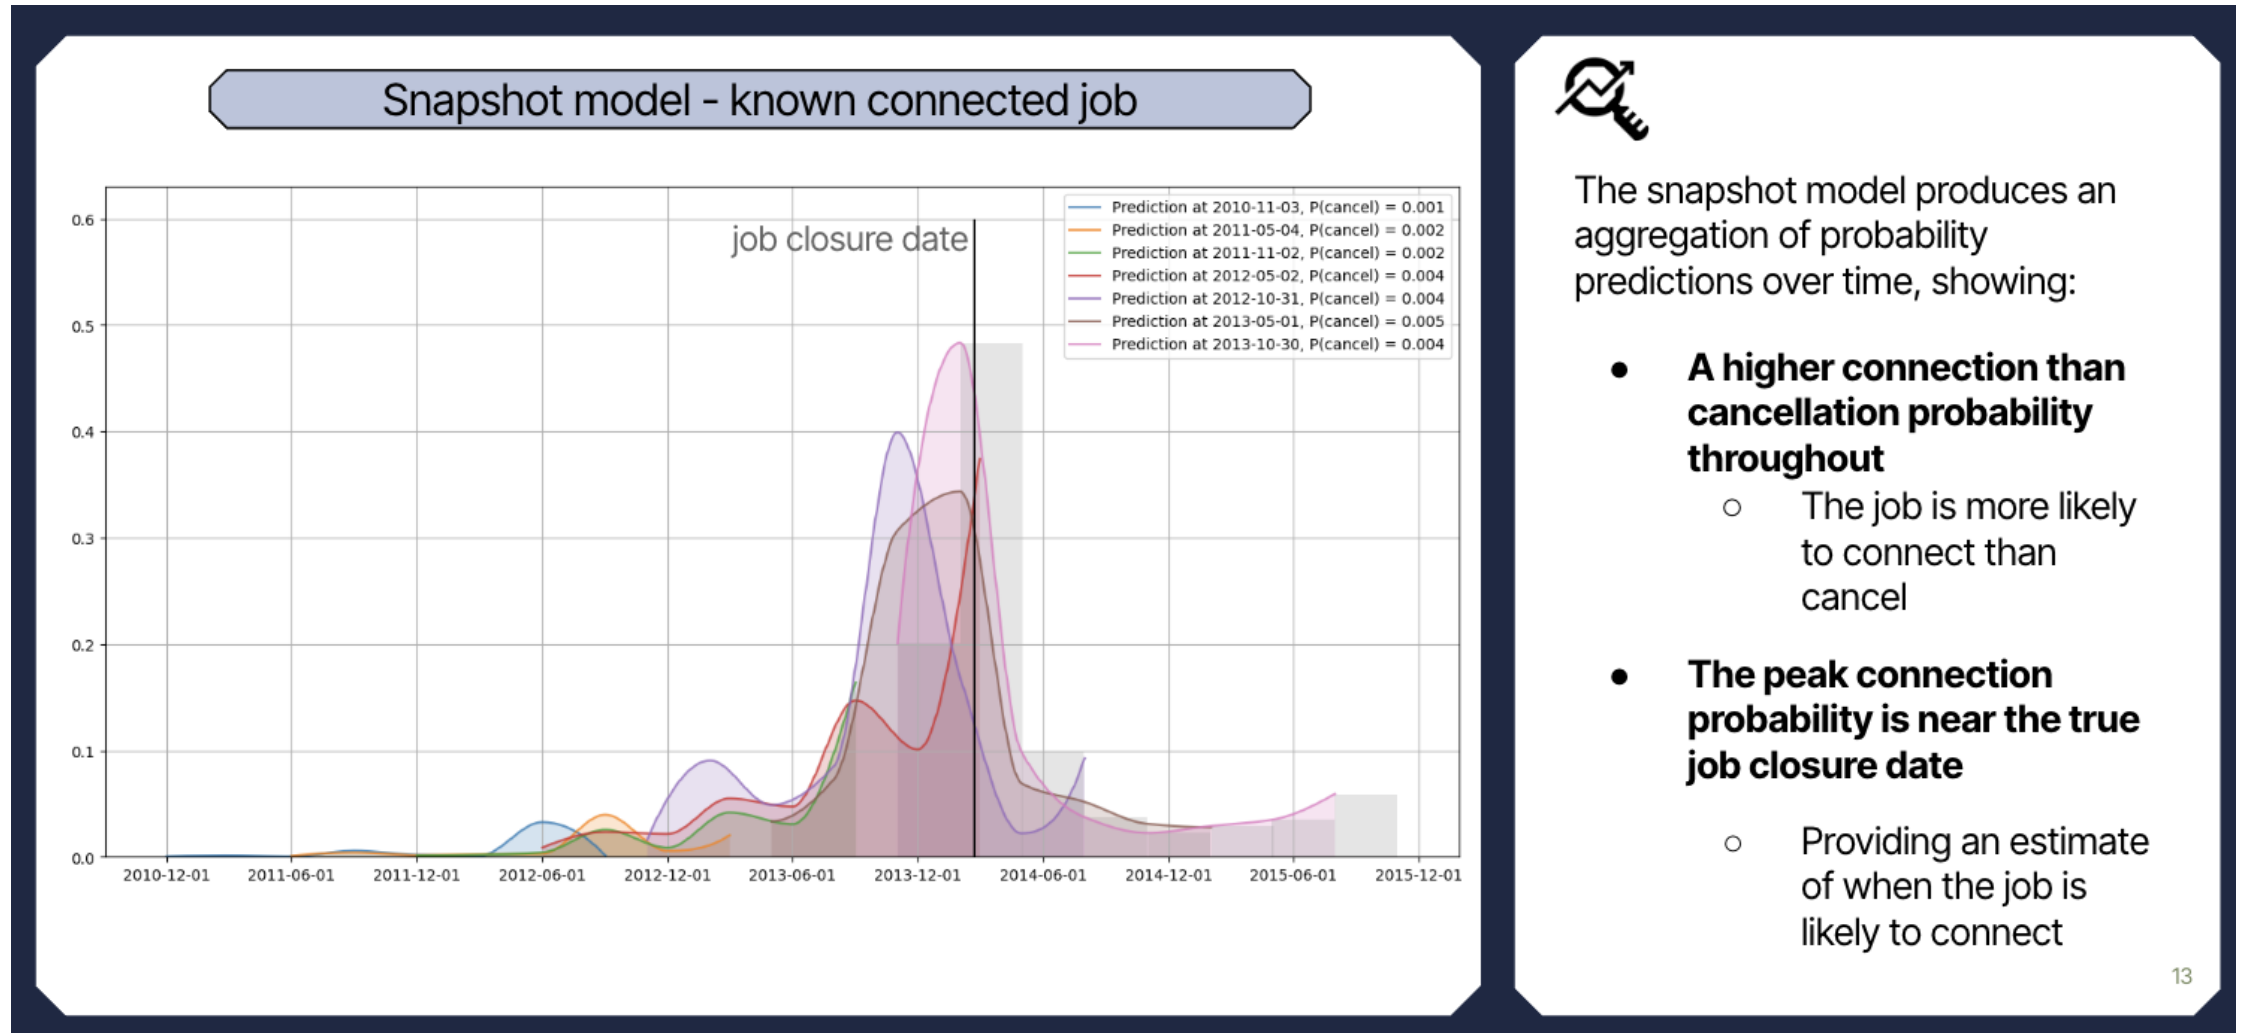 Snapshot model - known connected job
0.6
0.5
0.4
0.3
0.2
0.1
0.0
job closure date
Prediction at 2010-11-03, P(cancel) = 0.001
Prediction at 2011-05-04, P(cancel) = 0.002
Prediction at 2011-11-02, P(cancel) = 0.002
Prediction at 2012-05-02, P(cancel) = 0.004
Prediction at 2012-10-31, P(cancel) = 0.004
Prediction at 2013-05-01, P(cancel) = 0.005
Prediction at 2013-10-30, P(cancel) = 0.004
2010-12-01 2011-06-01 2011-12-01 2012-06-01 2012-12-01 2013-06-01 2013-12-01 2014-06-01 2014-12-01 2015-06-01 2015-12-01
The snapshot model produces an
aggregation of probability
predictions over time, showing:
● A higher connection than
cancellation probability
throughout
○ The job is more likely
to connect than
cancel
● The peak connection
probability is near the true
job closure date
○ Providing an estimate
of when the job is
likely to connect
13